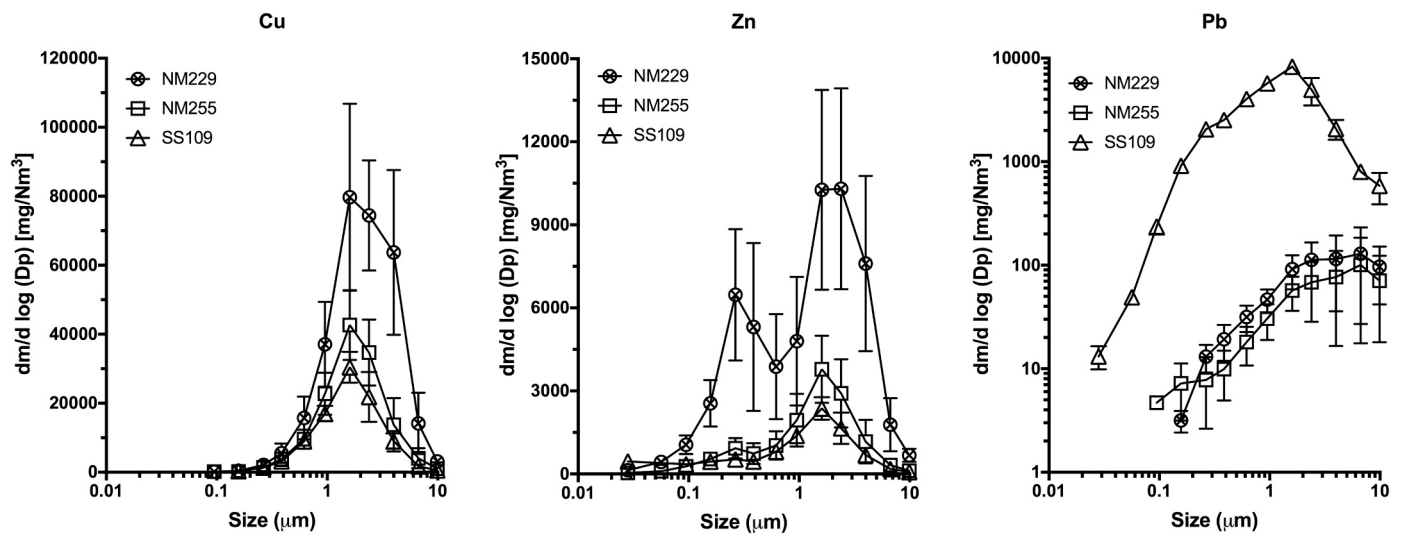 Cu
dm/d log (Dp) [mg/Nm³]
120000
100000
80000
60000
40000
20000
0
NM229
NM255
SS109
0.01
0.1
1
10
Size (μm)
Zn
dm/d log (Dp) [mg/Nm³]
15000
12000
9000
6000
3000
0
NM229
NM255
SS109
0.01
0.1
1
10
Size (μm)
Pb
dm/d log (Dp) [mg/Nm³]
10000
1000
100
10
1
NM229
NM255
SS109
0.01
0.1
1
10
Size (μm)